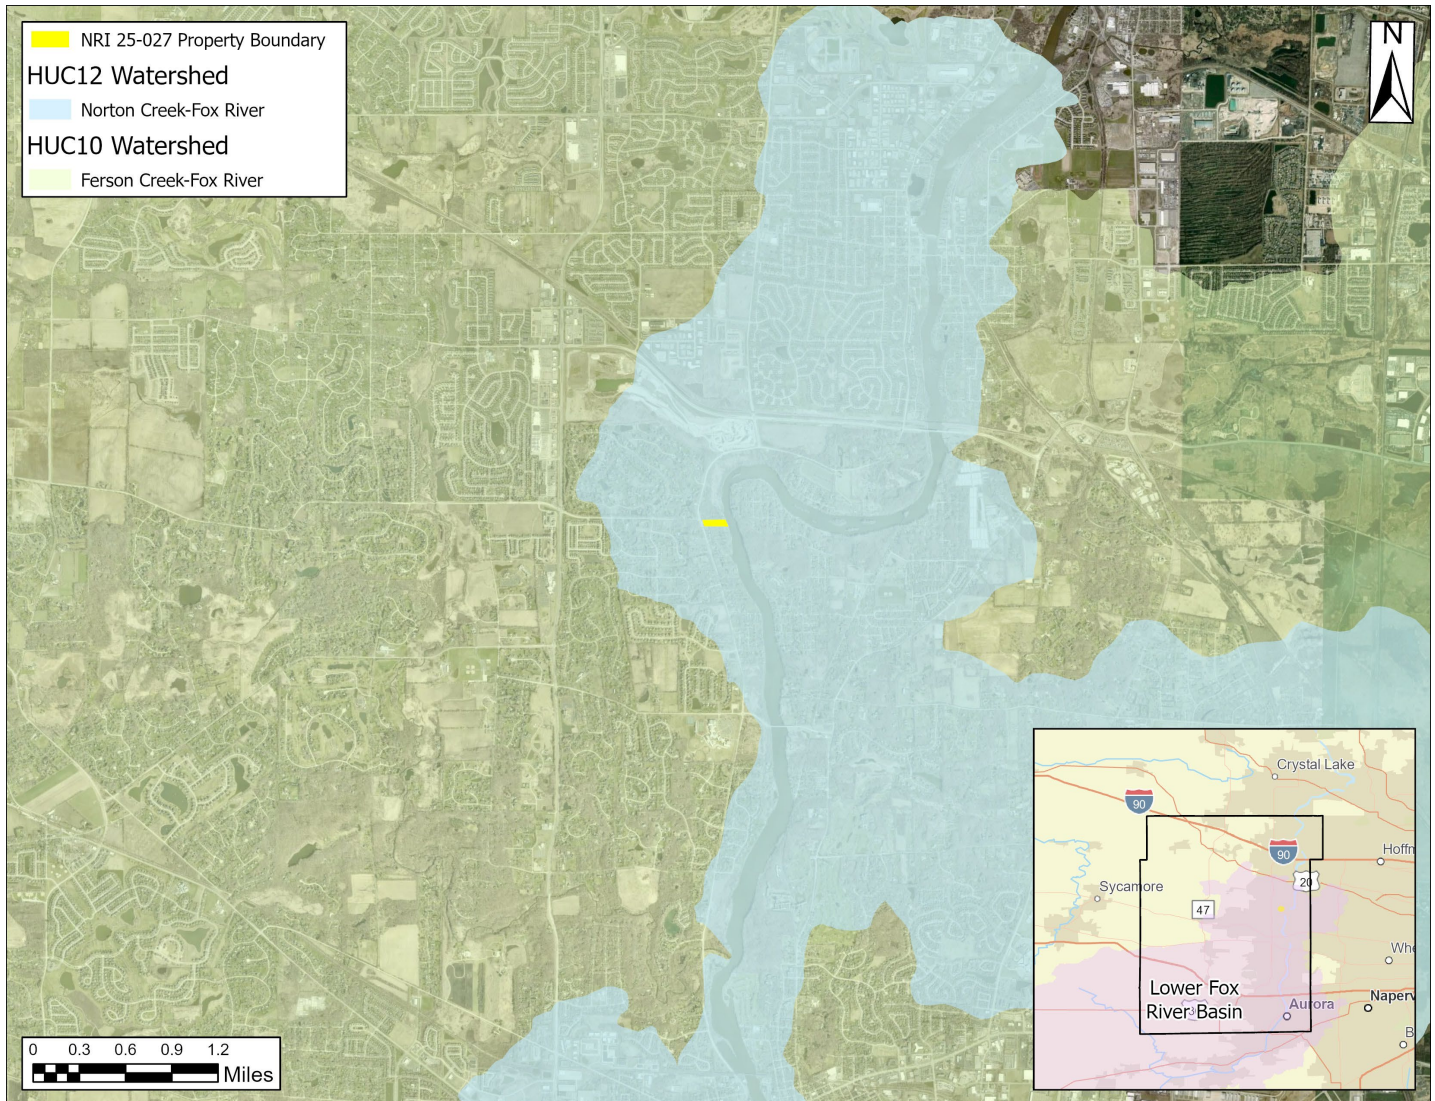 NRI 25-027 Property Boundary
HUC12 Watershed
Norton Creek-Fox River
HUC10 Watershed
Ferson Creek-Fox River
N
Crystal Lake
90
90
Hoffn
20
Sycamore
47
Whe
Lower Fox
River Basin
3
Aurora
Naperv
B
0 0.3 0.6 0.9 1.2
Miles